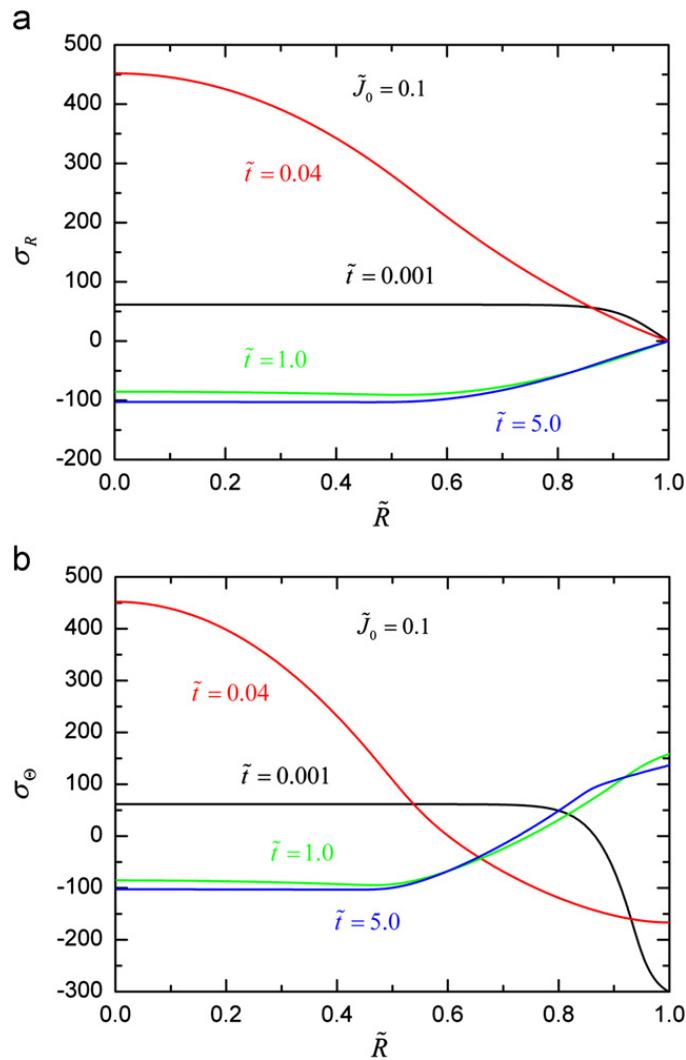 a
500
400
300
200
100
0
-100
-200
σ_R
J̃₀ = 0.1
t̃ = 0.04
t̃ = 0.001
t̃ = 1.0
t̃ = 5.0
0.0 0.2 0.4 0.6 0.8 1.0
R̃
b
500
400
300
200
100
0
-100
-200
-300
σ_Θ
J̃₀ = 0.1
t̃ = 0.04
t̃ = 0.001
t̃ = 1.0
t̃ = 5.0
0.0 0.2 0.4 0.6 0.8 1.0
R̃